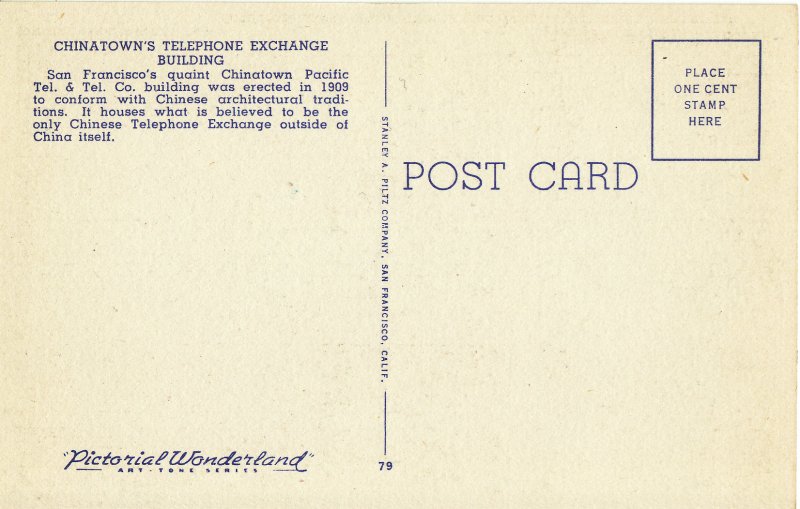 CHINATOWN'S TELEPHONE EXCHANGE
BUILDING
San Francisco's quaint Chinatown Pacific
Tel. & Tel. Co. building was erected in 1909
to conform with Chinese architectural tradi-
tions. It houses what is believed to be the
only Chinese Telephone Exchange outside of
China itself.
"Pictorial Wonderland"
ART-TONE SERIES
STANLEY A. PILTZ COMPANY, SAN FRANCISCO, CALIF.
79
POST CARD
PLACE
ONE CENT
STAMP
HERE